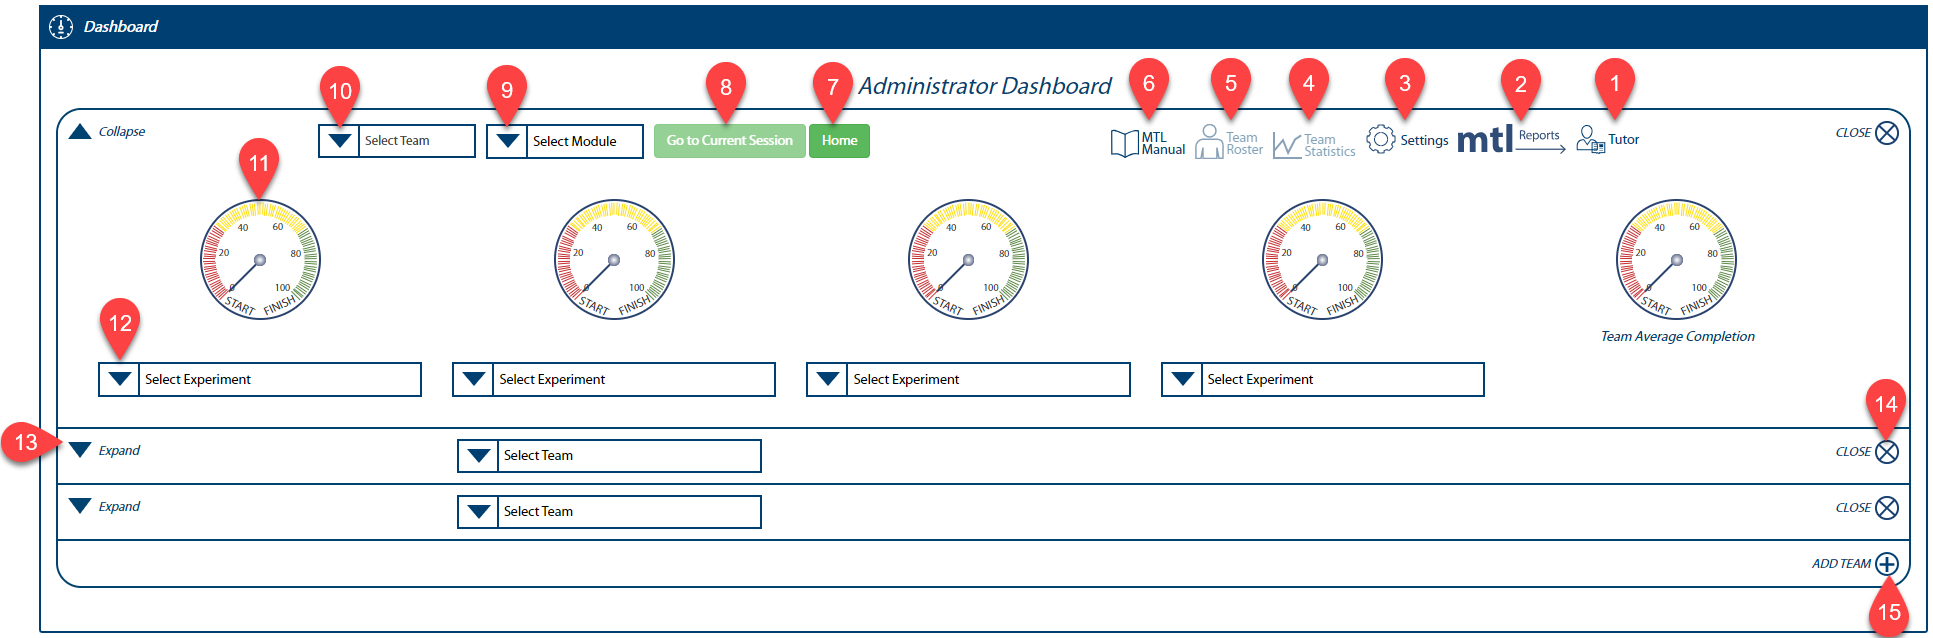 Dashboard
Administrator Dashboard
10
9
8
7
6
5
4
3
2
1
Collapse
Select Team
Select Module
Go to Current Session
Home
MTL
Manual
Team
Roster
Team
Statistics
Settings
mtl Reports
Tutor
CLOSE
11
0 20 40 60 80 100
START FINISH
0 20 40 60 80 100
START FINISH
0 20 40 60 80 100
START FINISH
0 20 40 60 80 100
START FINISH
0 20 40 60 80 100
START FINISH
Team Average Completion
12
Select Experiment
Select Experiment
Select Experiment
Select Experiment
13
Expand
Select Team
14
CLOSE
Expand
Select Team
CLOSE
ADD TEAM
15